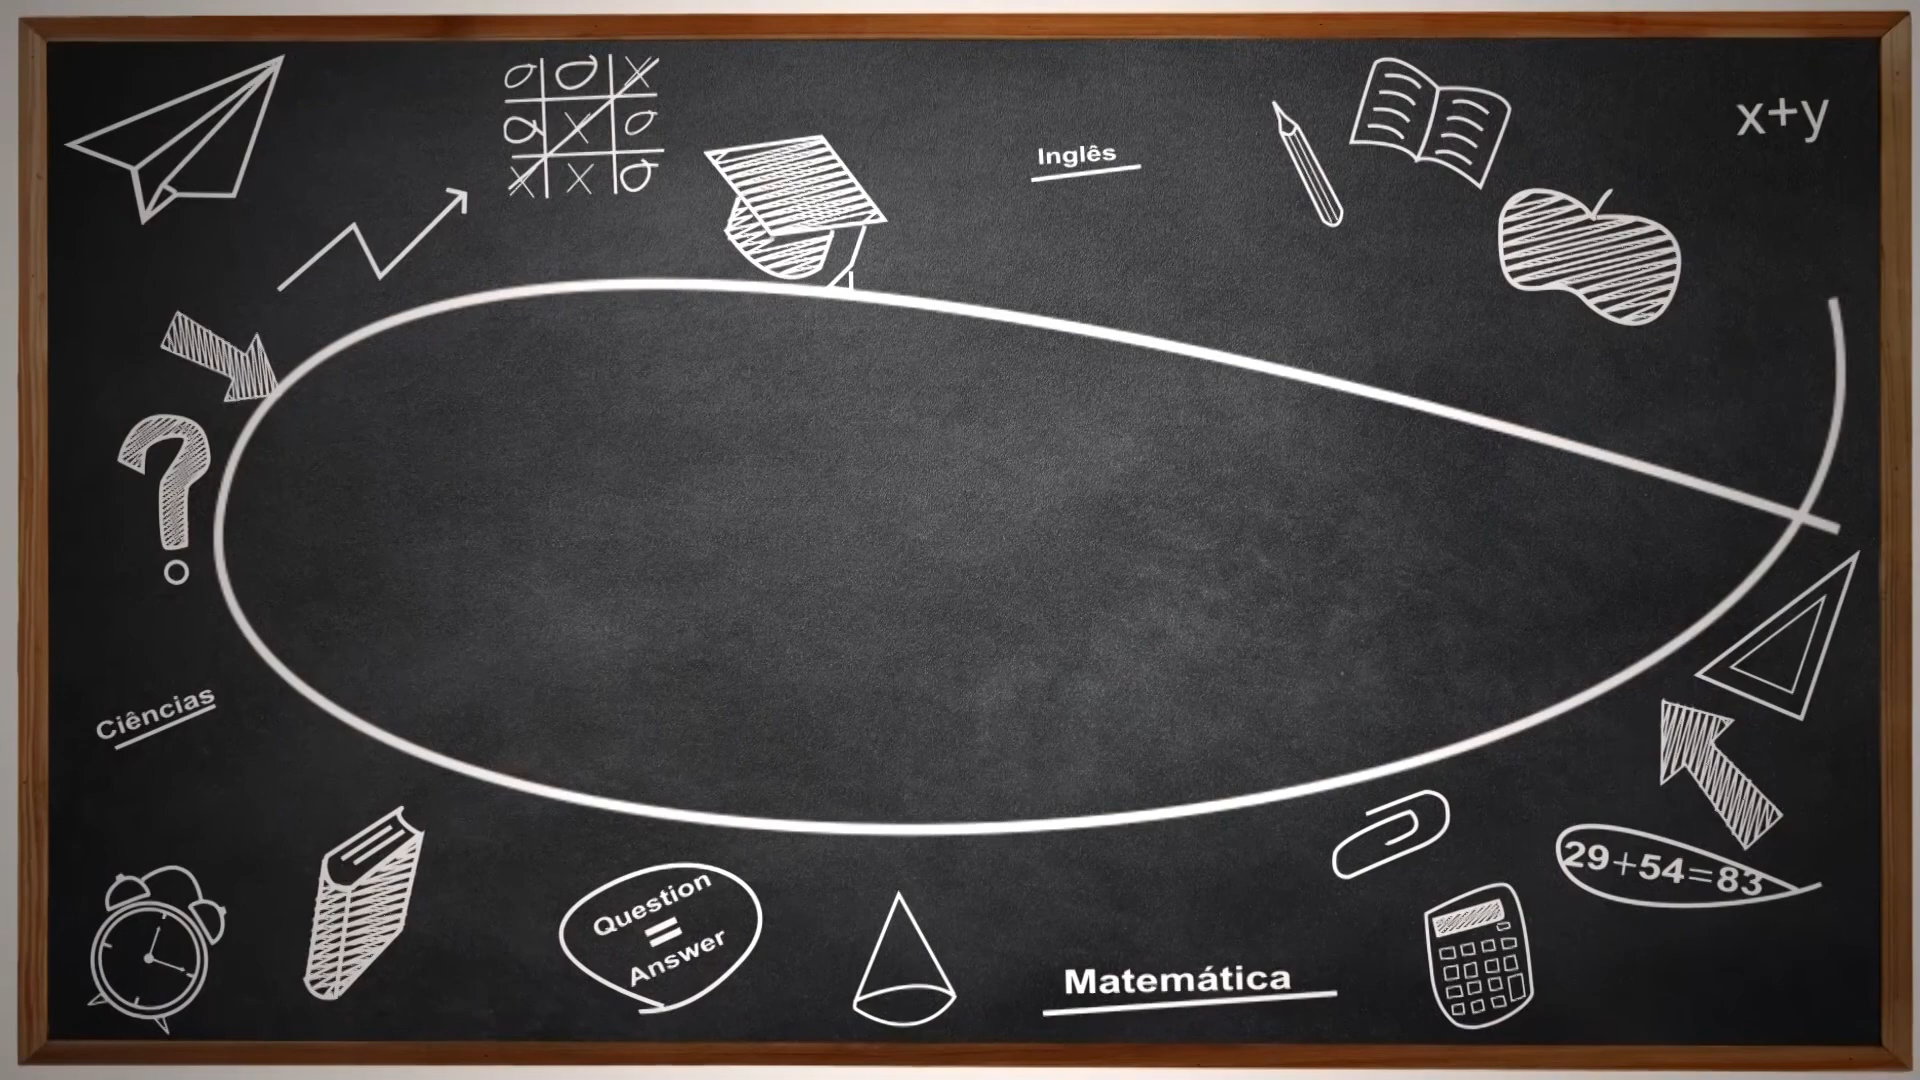 x+y
Inglês
Ciências
29+54=83
Question
=
Answer
Matemática